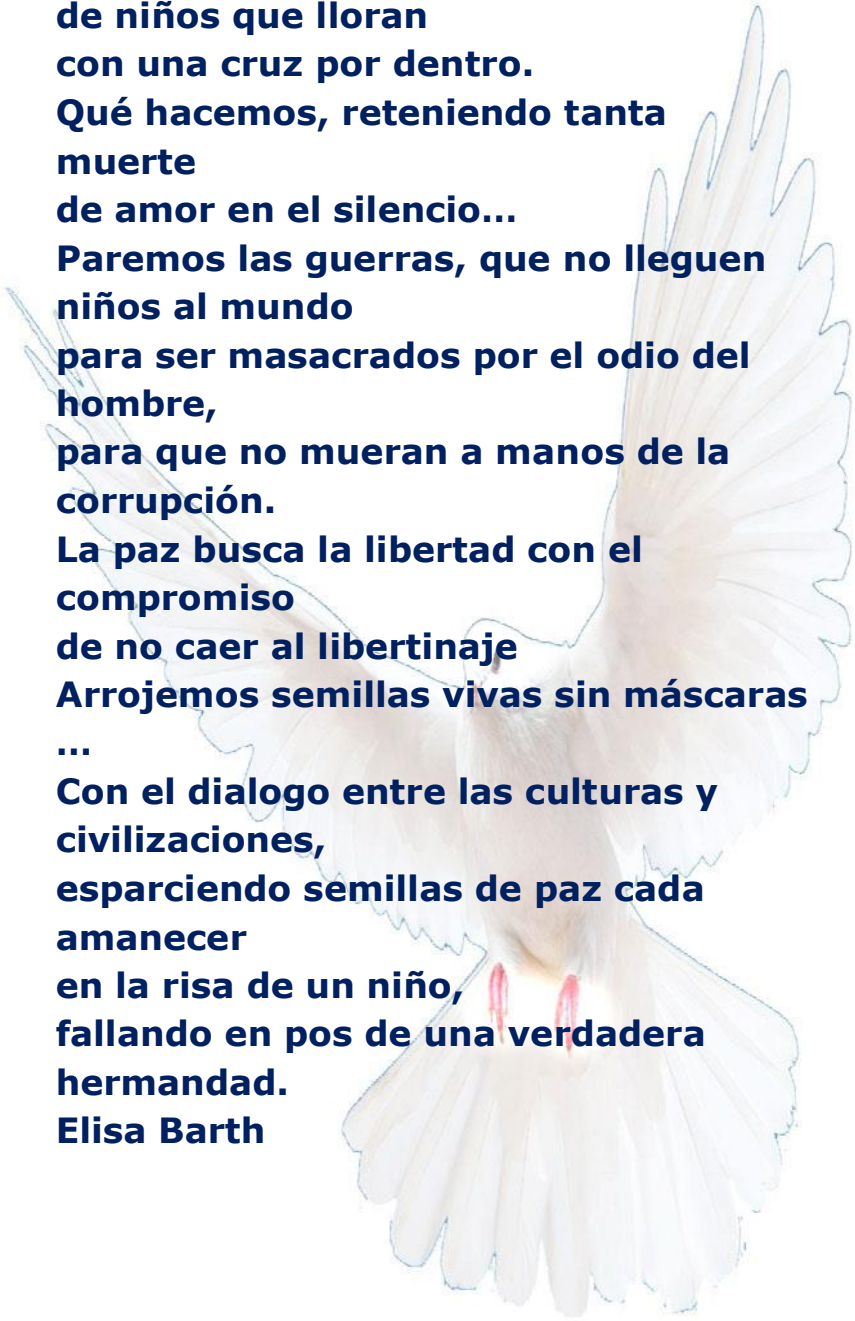 de niños que lloran
con una cruz por dentro.
Qué hacemos, reteniendo tanta
muerte
de amor en el silencio...
Paremos las guerras, que no lleguen
niños al mundo
para ser masacrados por el odio del
hombre,
para que no mueran a manos de la
corrupción.
La paz busca la libertad con el
compromiso
de no caer al libertinaje
Arrojemos semillas vivas sin máscaras
...
Con el dialogo entre las culturas y
civilizaciones,
esparciendo semillas de paz cada
amanecer
en la risa de un niño,
fallando en pos de una verdadera
hermandad.
Elisa Barth